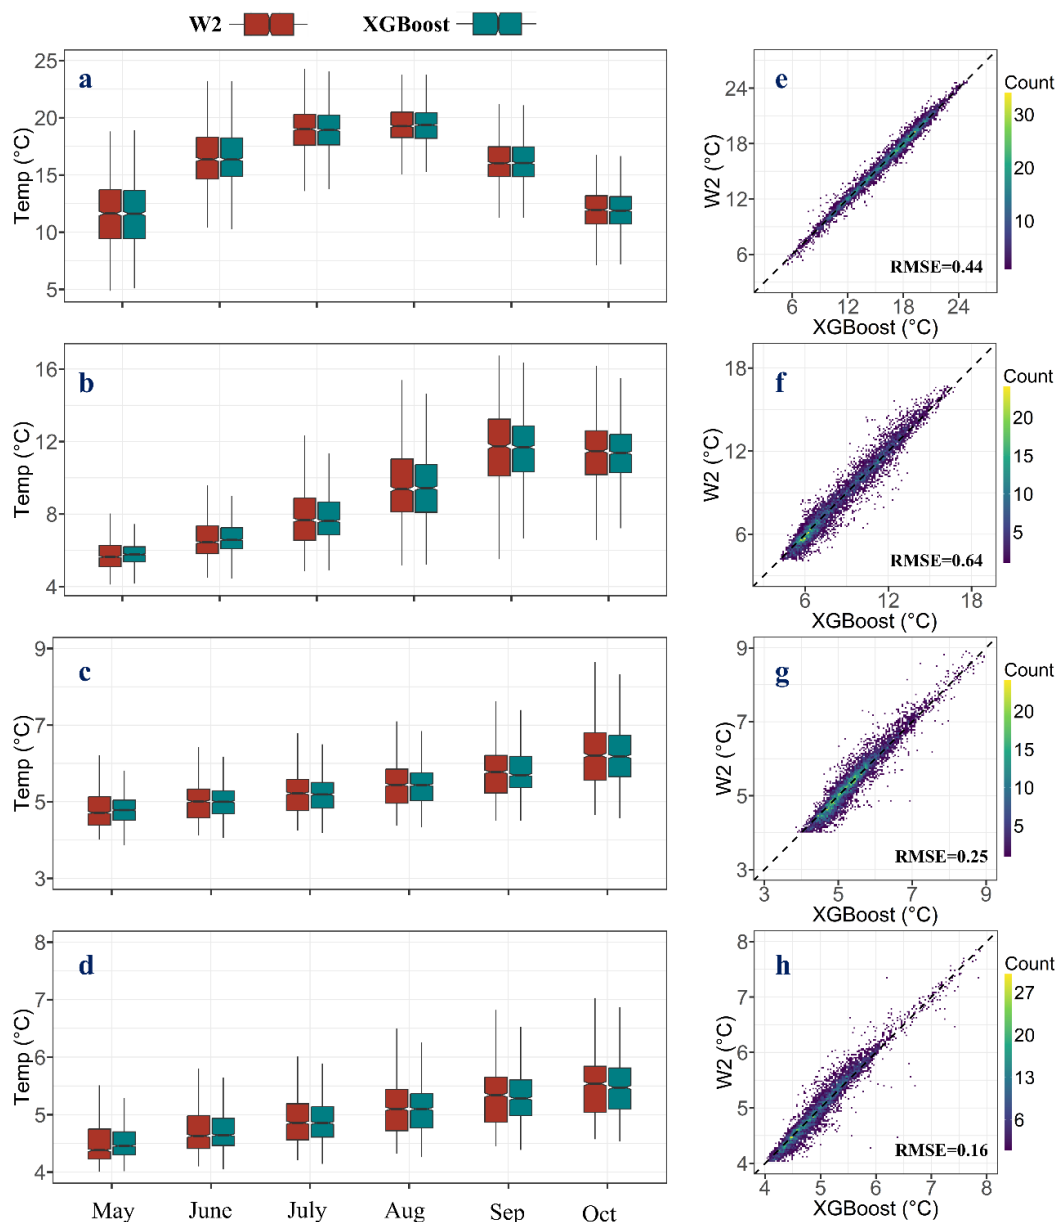 W2 XGBoost
a
Temp (°C)
25
20
15
10
5
e
W2 (°C)
24
18
12
6
6 12 18 24
XGBoost (°C)
RMSE=0.44
Count
30
20
10
b
Temp (°C)
16
12
8
4
f
W2 (°C)
18
12
6
6 12 18
XGBoost (°C)
RMSE=0.64
Count
20
15
10
5
c
Temp (°C)
9
7
5
3
g
W2 (°C)
9
7
5
3
3 5 7 9
XGBoost (°C)
RMSE=0.25
Count
20
15
10
5
d
Temp (°C)
8
7
6
5
4
May June July Aug Sep Oct
h
W2 (°C)
8
7
6
5
4
4 5 6 7 8
XGBoost (°C)
RMSE=0.16
Count
27
20
13
6